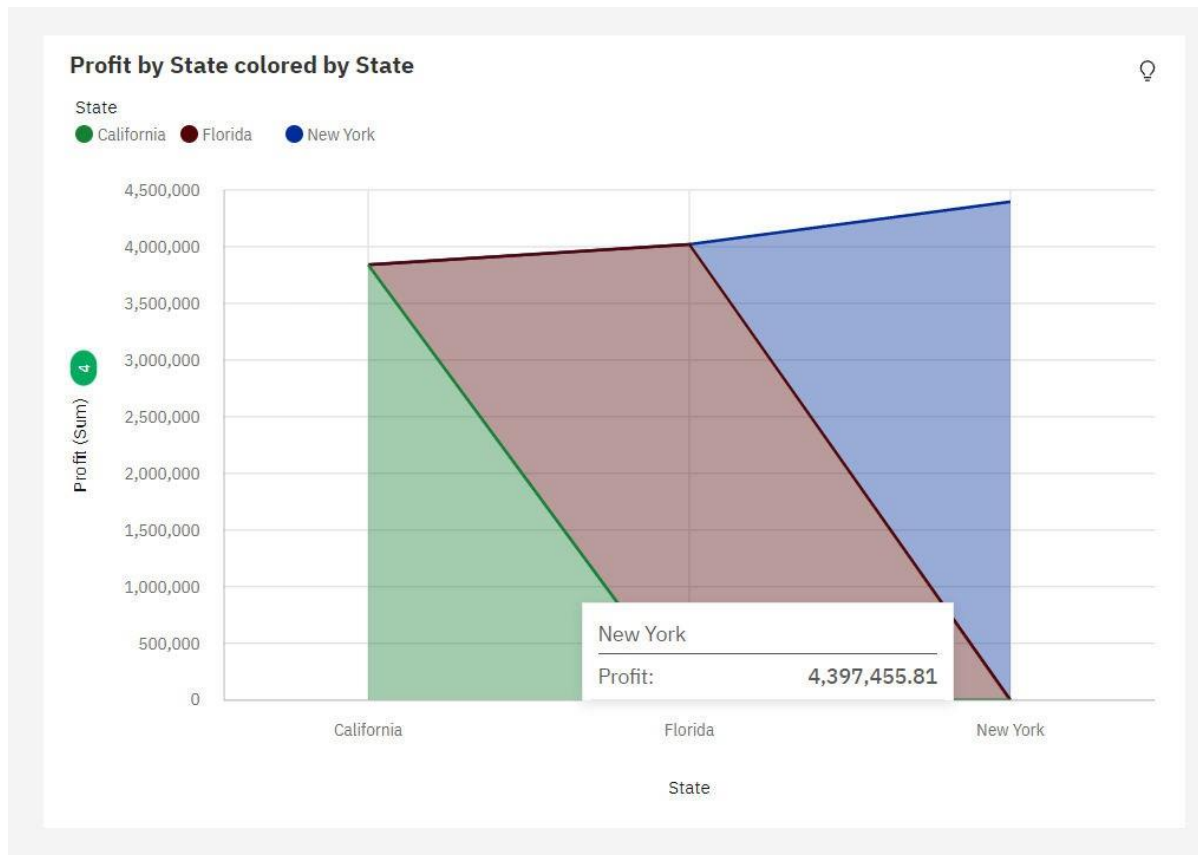 Profit by State colored by State
State
California Florida New York
4,500,000
4,000,000
3,500,000
3,000,000
2,500,000
2,000,000
1,500,000
1,000,000
500,000
0
Profit (Sum) 4
New York
Profit: 4,397,455.81
California Florida New York
State